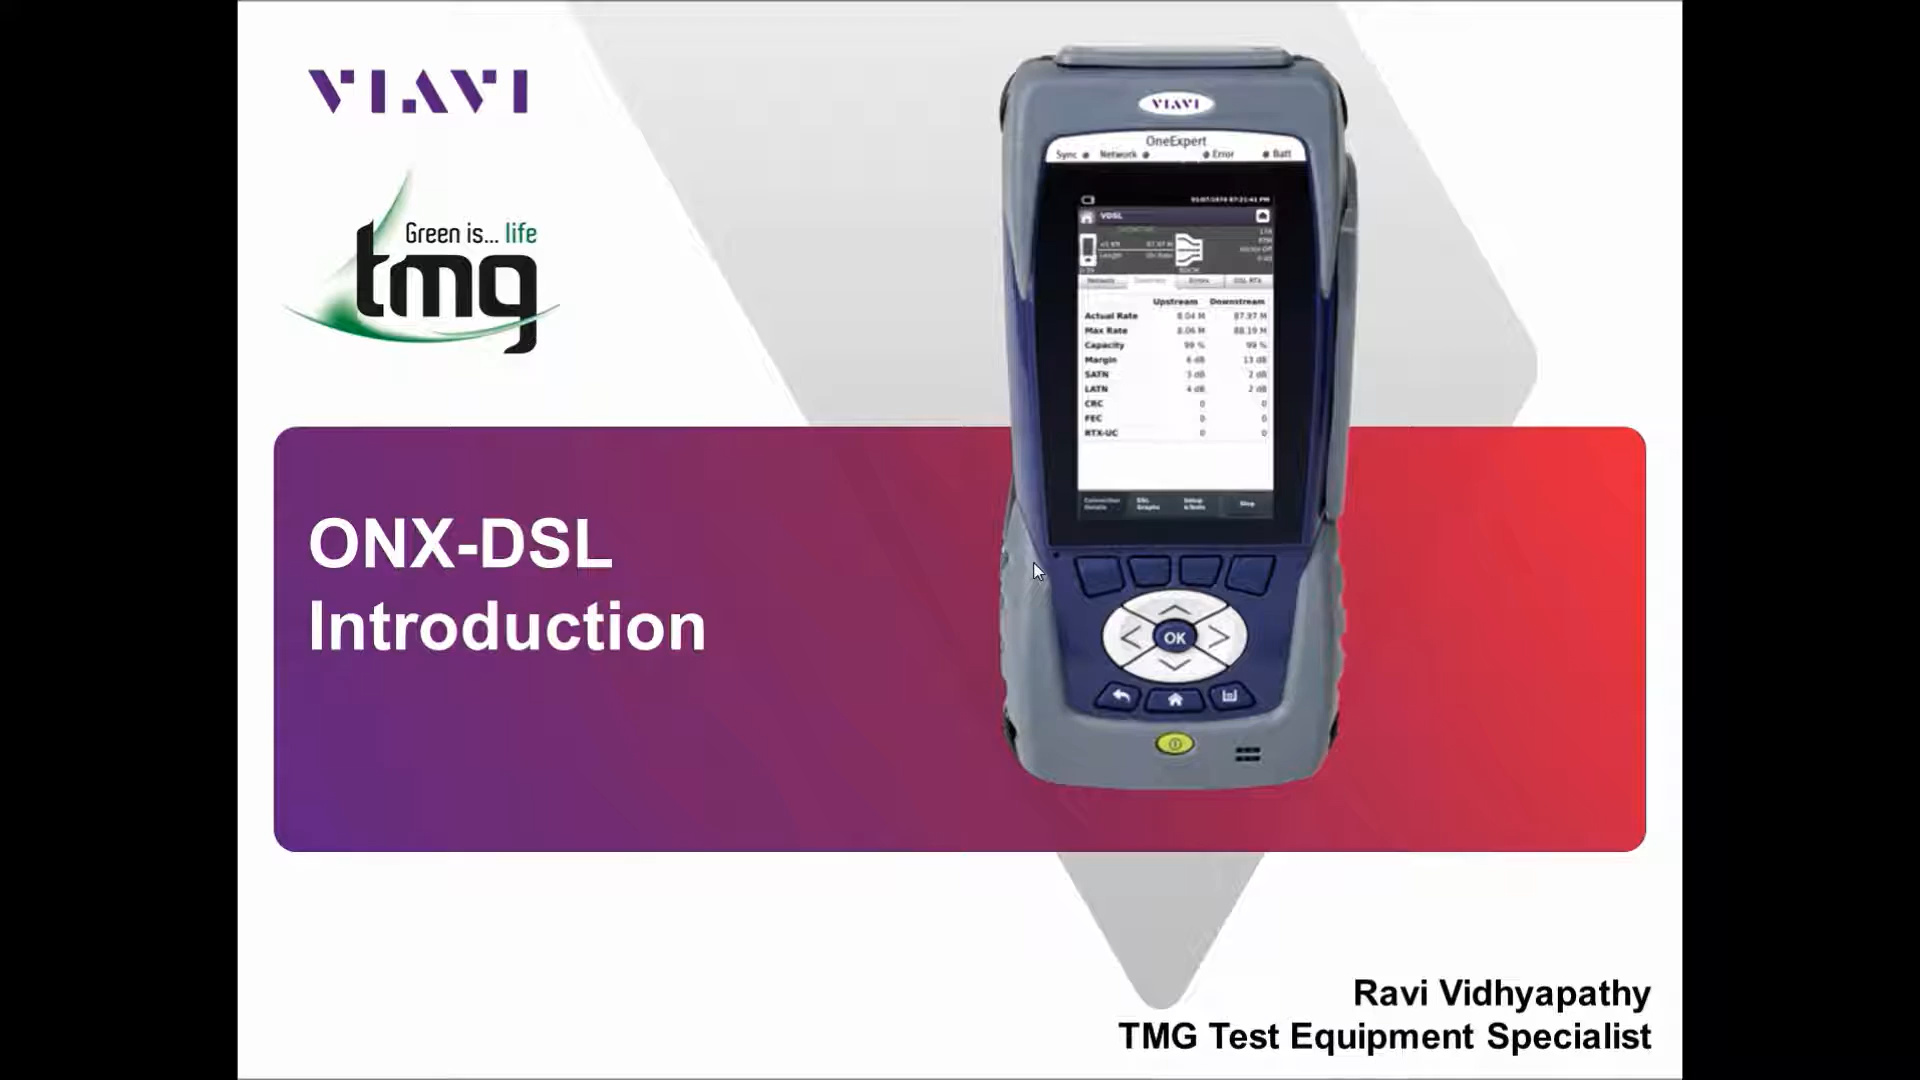 VIAVI
Green is... life
tmg
ONX-DSL
Introduction
VIAVI
OneExpert
Sync Network Error Batt
VDSL
Upstream Downstream
Actual Rate 8.04 M 87.97 M
Max Rate 8.06 M 88.19 M
Capacity 99 % 99 %
Margin 6 dB 13 dB
SATN 3 dB 2 dB
LATN 4 dB 2 dB
CRC 0 0
FEC 0 0
RTX-UC 0 0
Stop
OK
Ravi Vidhyapathy
TMG Test Equipment Specialist